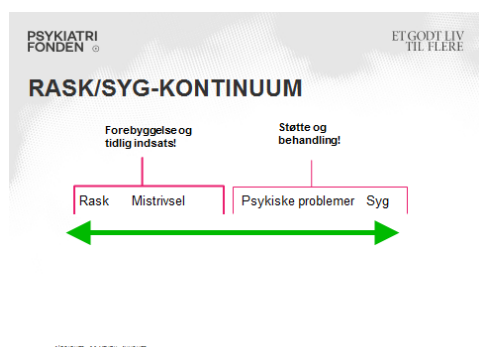 PSYKIATRI
FONDEN
ET GODT LIV
TIL FLERE
RASK/SYG-KONTINUUM
Forebyggelse og
tidlig indsats!
Støtte og
behandling!
Rask Mistrivsel Psykiske problemer Syg